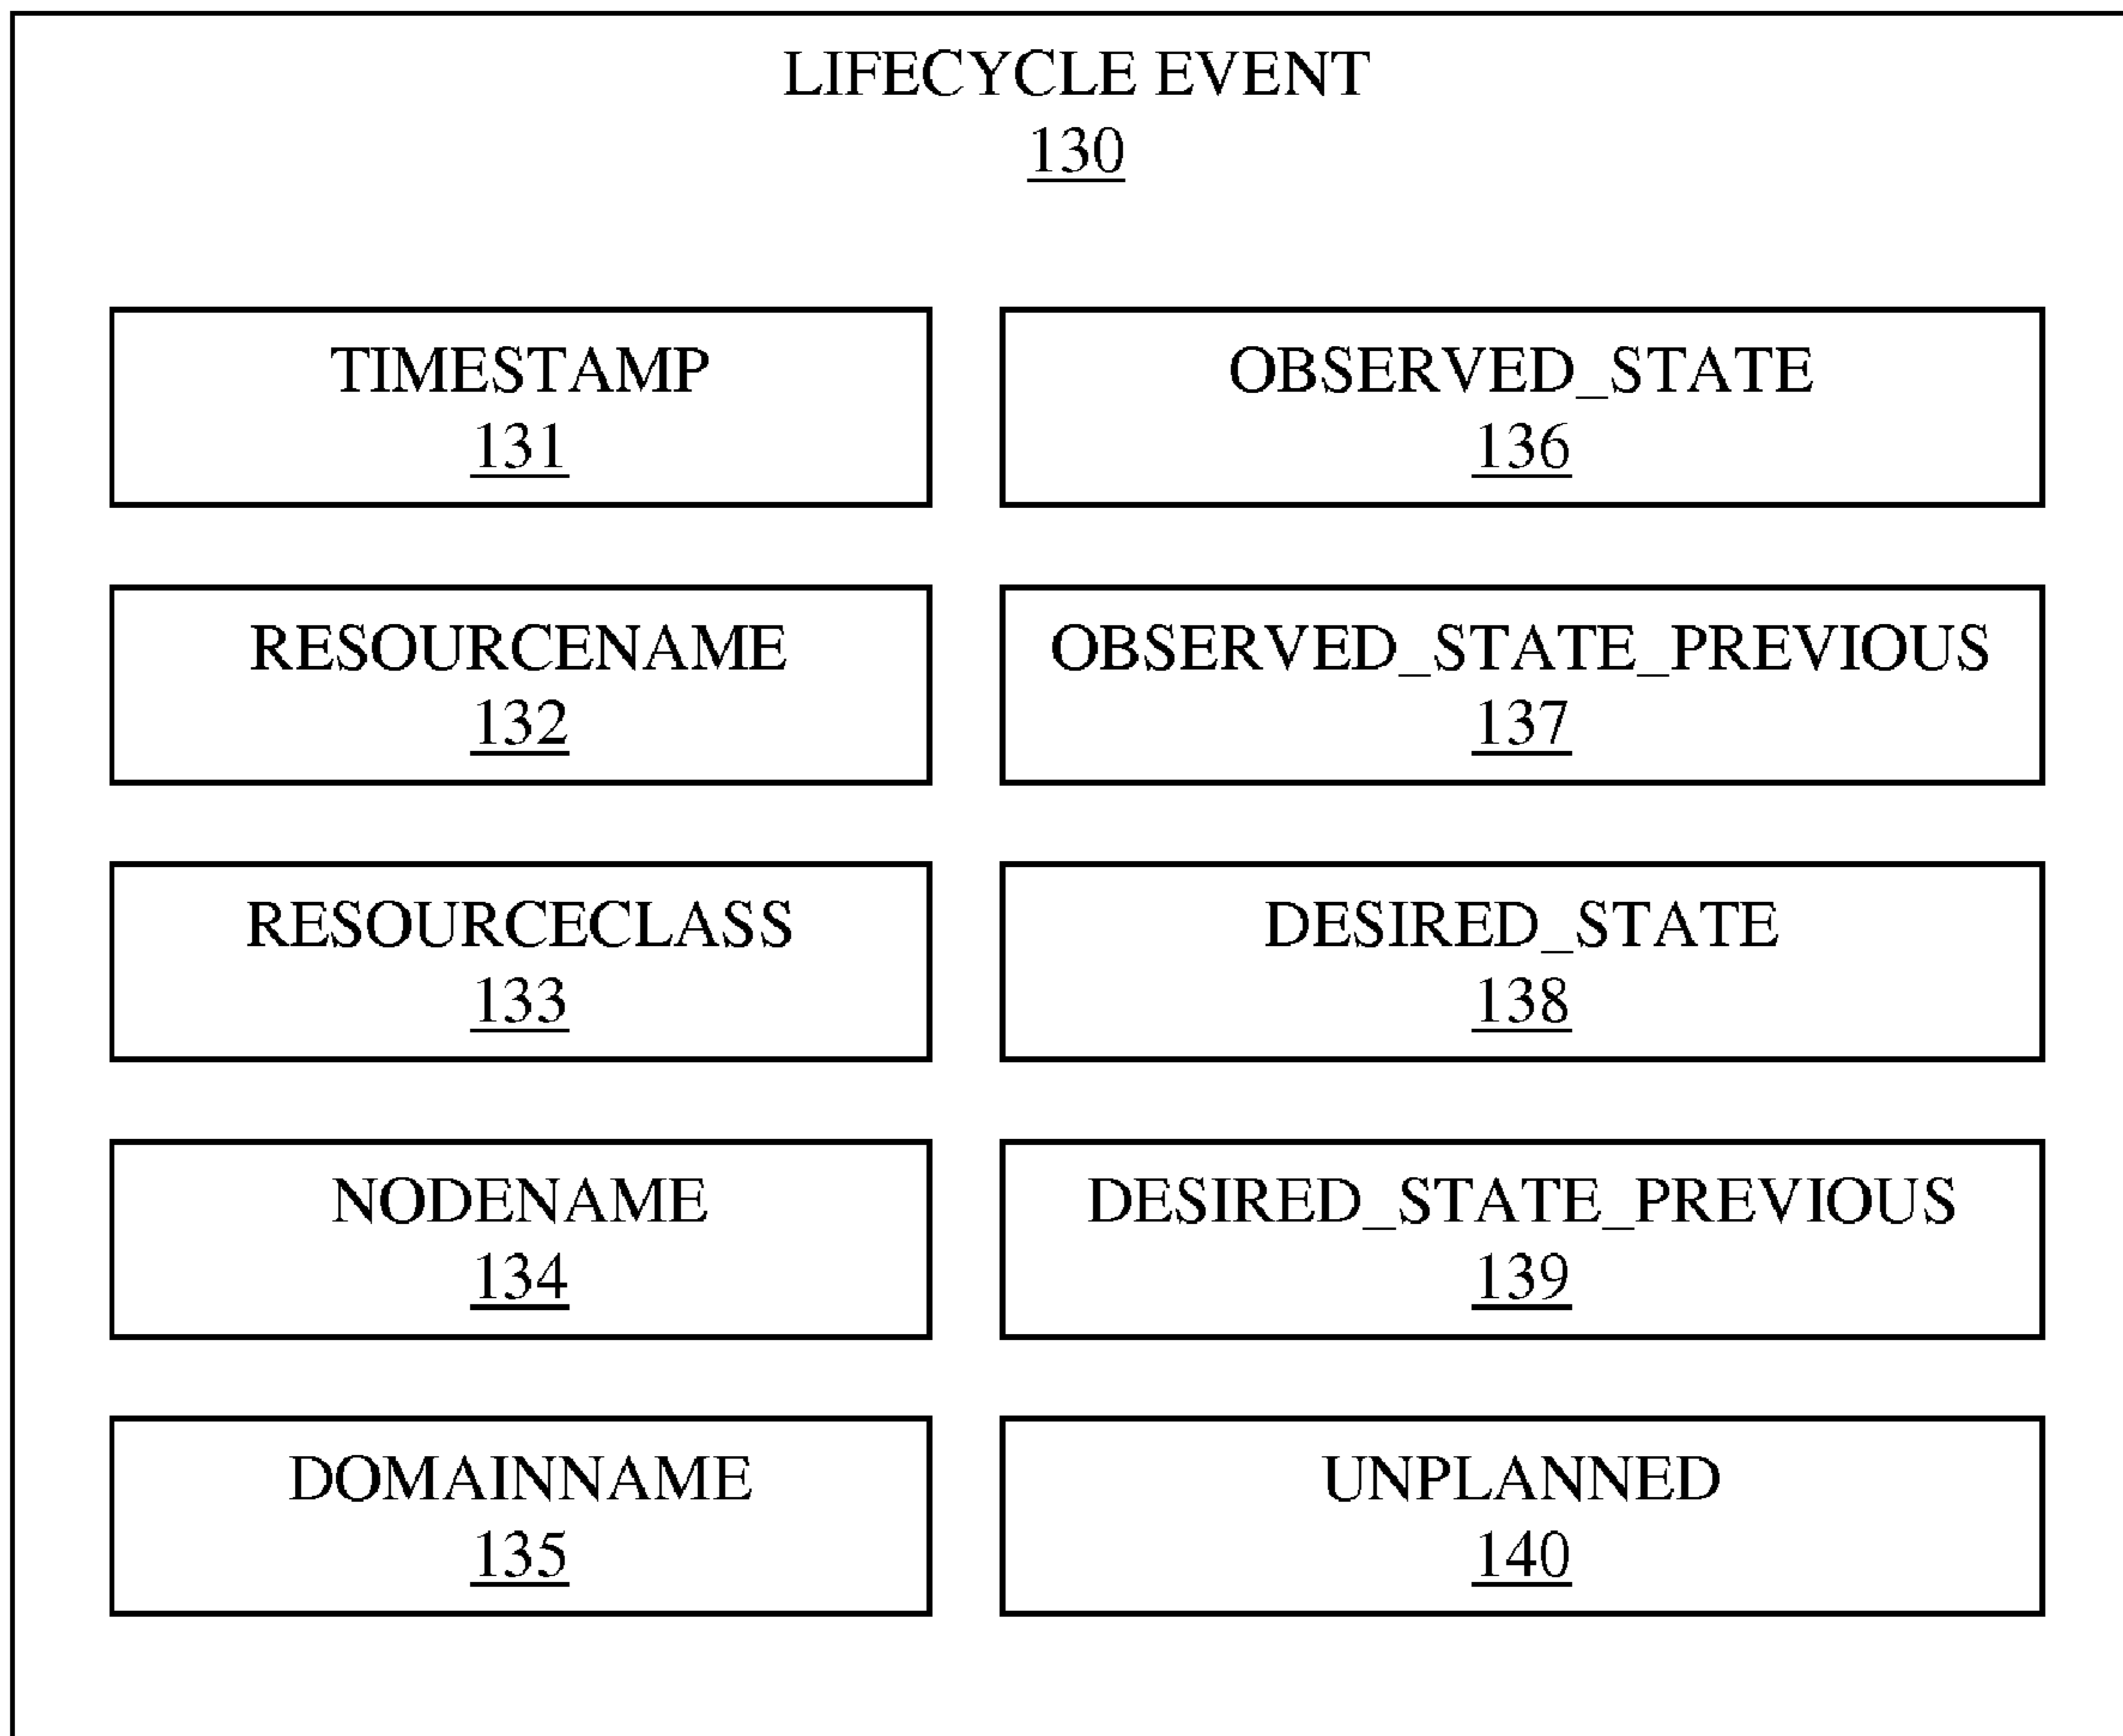 LIFECYCLE EVENT
130
TIMESTAMP
131
RESOURCENAME
132
RESOURCECLASS
133
NODENAME
134
DOMAINNAME
135
OBSERVED_STATE
136
OBSERVED_STATE_PREVIOUS
137
DESIRED_STATE
138
DESIRED_STATE_PREVIOUS
139
UNPLANNED
140